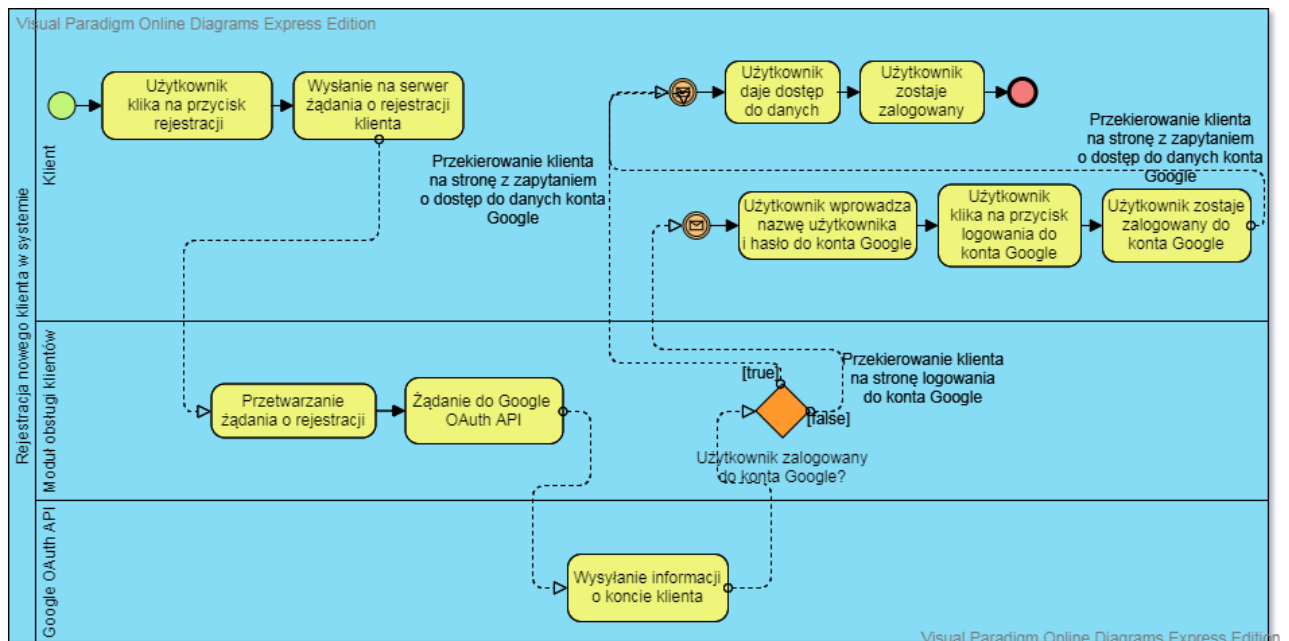 Visual Paradigm Online Diagrams Express Edition
Rejestracja nowego klienta w systemie
Klient
Użytkownik
klika na przycisk
rejestracji
Wysłanie na serwer
żądania o rejestracji
klienta
Użytkownik
daje dostęp
do danych
Użytkownik
zostaje
zalogowany
Przekierowanie klienta
na stronę z zapytaniem
o dostęp do danych konta
Google
Przekierowanie klienta
na stronę z zapytaniem
o dostęp do danych konta
Google
Użytkownik wprowadza
nazwę użytkownika
i hasło do konta Google
Użytkownik
klika na przycisk
logowania do
konta Google
Użytkownik zostaje
zalogowany do
konta Google
Moduł obsługi klientów
Przetwarzanie
żądania o rejestracji
Żądanie do Google
OAuth API
[true]
[false]
Przekierowanie klienta
na stronę logowania
do konta Google
Użytkownik zalogowany
do konta Google?
Google OAuth API
Wysyłanie informacji
o koncie klienta
Visual Paradigm Online Diagrams Express Edition